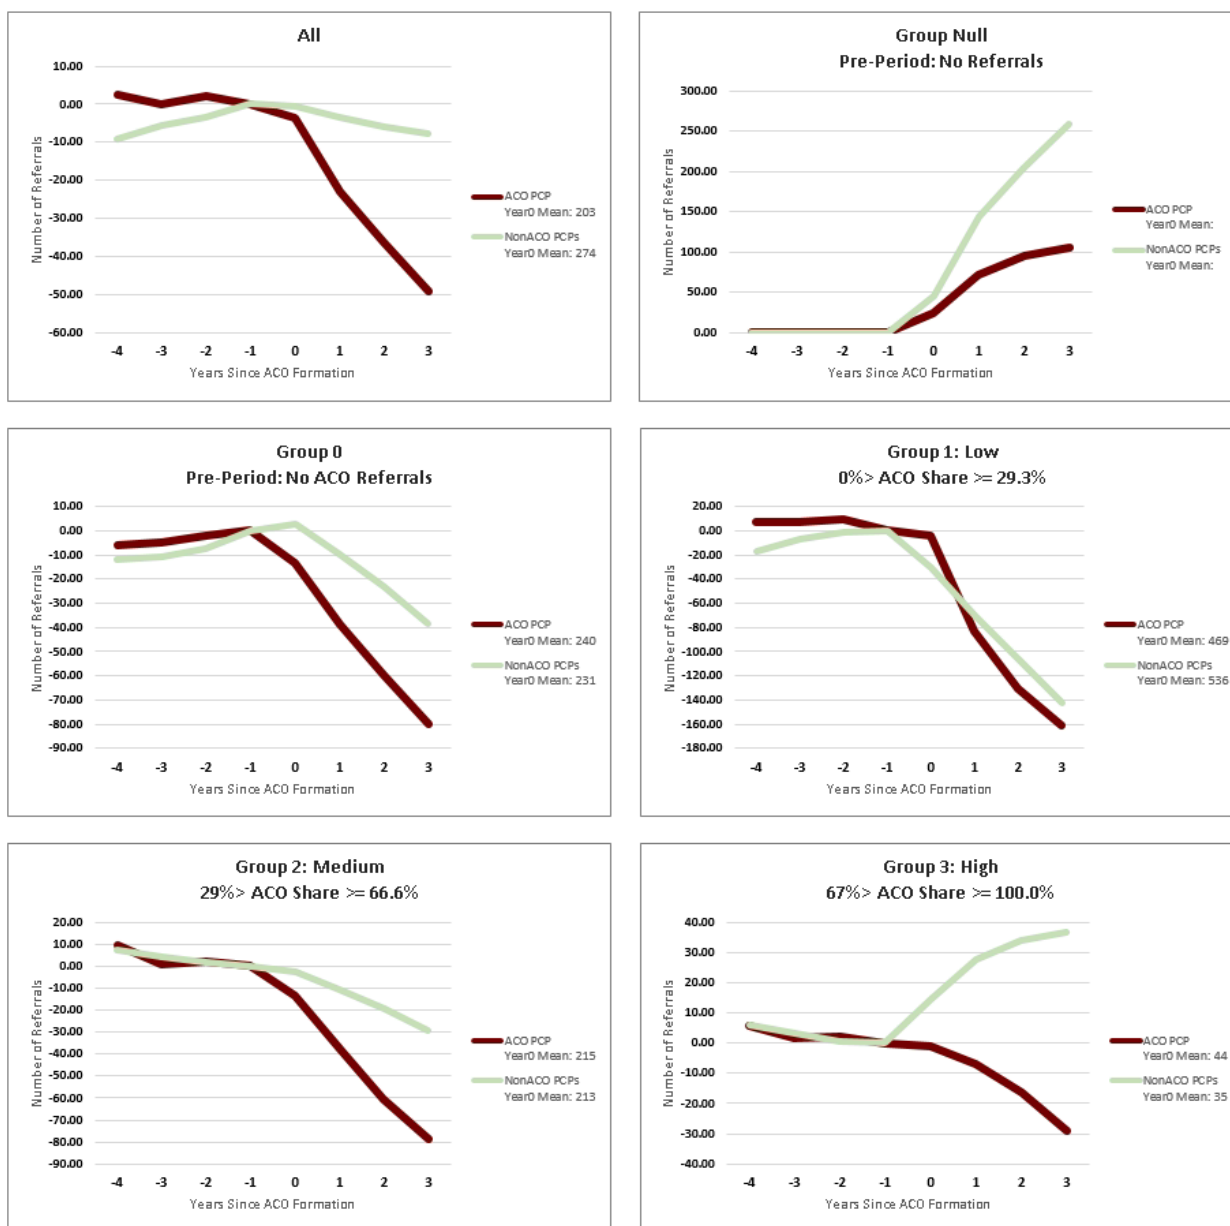 All
10.00
0.00
-10.00
-20.00
-30.00
-40.00
-50.00
-60.00
Number of Referrals
-4 -3 -2 -1 0 1 2 3
Years Since ACO Formation
ACO PCP
Year0 Mean: 203
NonACO PCPs
Year0 Mean: 274
Group Null
Pre-Period: No Referrals
300.00
250.00
200.00
150.00
100.00
50.00
0.00
Number of Referrals
-4 -3 -2 -1 0 1 2 3
Years Since ACO Formation
ACO PCP
Year0 Mean:
NonACO PCPs
Year0 Mean:
Group 0
Pre-Period: No ACO Referrals
10.00
0.00
-10.00
-20.00
-30.00
-40.00
-50.00
-60.00
-70.00
-80.00
-90.00
Number of Referrals
-4 -3 -2 -1 0 1 2 3
Years Since ACO Formation
ACO PCP
Year0 Mean: 240
NonACO PCPs
Year0 Mean: 231
Group 1: Low
0%> ACO Share >= 29.3%
20.00
0.00
-20.00
-40.00
-60.00
-80.00
-100.00
-120.00
-140.00
-160.00
-180.00
Number of Referrals
-4 -3 -2 -1 0 1 2 3
Years Since ACO Formation
ACO PCP
Year0 Mean: 469
NonACO PCPs
Year0 Mean: 536
Group 2: Medium
29%> ACO Share >= 66.6%
20.00
10.00
0.00
-10.00
-20.00
-30.00
-40.00
-50.00
-60.00
-70.00
-80.00
-90.00
Number of Referrals
-4 -3 -2 -1 0 1 2 3
Years Since ACO Formation
ACO PCP
Year0 Mean: 215
NonACO PCPs
Year0 Mean: 213
Group 3: High
67%> ACO Share >= 100.0%
40.00
30.00
20.00
10.00
0.00
-10.00
-20.00
-30.00
-40.00
Number of Referrals
-4 -3 -2 -1 0 1 2 3
Years Since ACO Formation
ACO PCP
Year0 Mean: 44
NonACO PCPs
Year0 Mean: 35